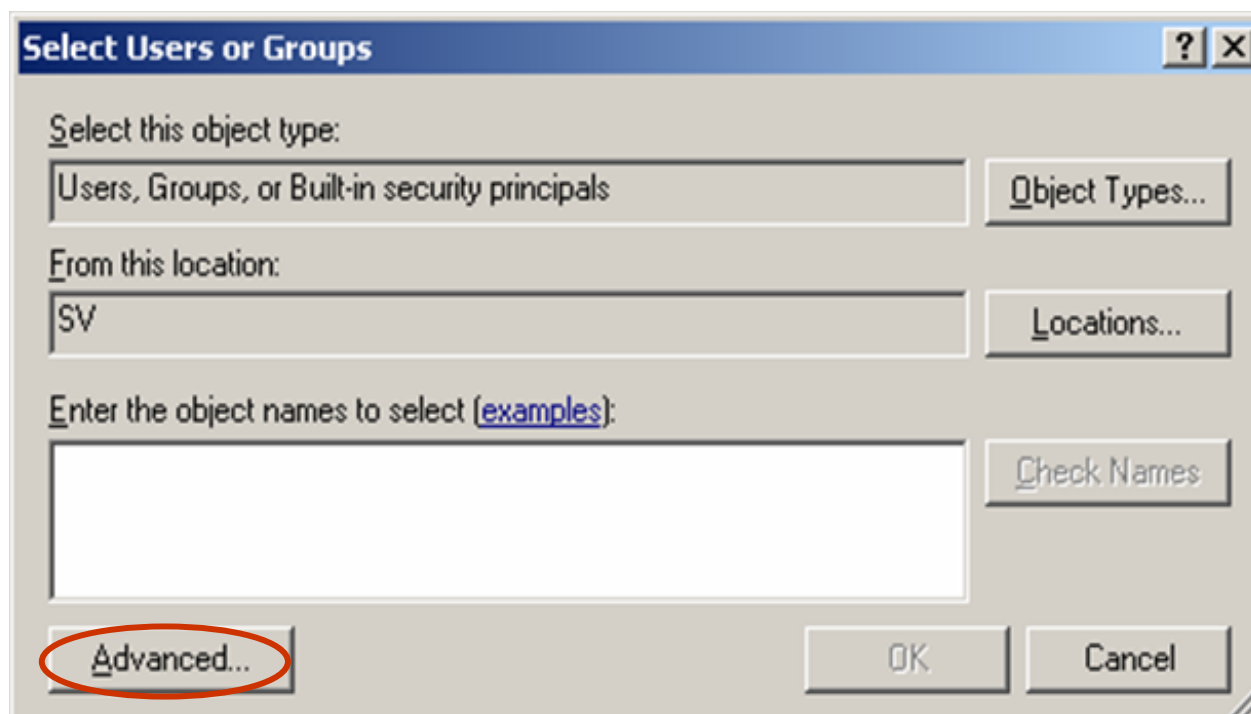 Select Users or Groups
Select this object type:
Users, Groups, or Built-in security principals
Object Types...
From this location:
SV
Locations...
Enter the object names to select (examples):
Check Names
Advanced...
OK
Cancel